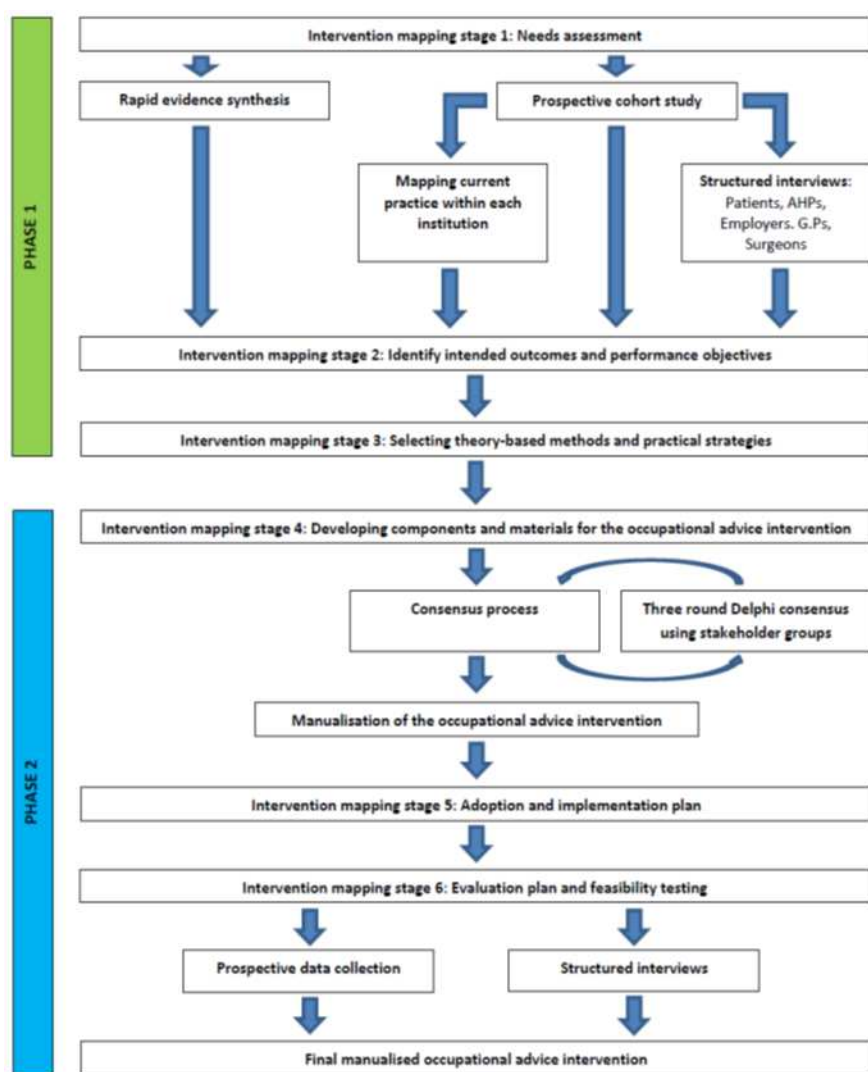 PHASE 1
Intervention mapping stage 1: Needs assessment
Rapid evidence synthesis
Prospective cohort study
Mapping current
practice within each
institution
Structured interviews:
Patients, AHPs,
Employers. G.Ps,
Surgeons
Intervention mapping stage 2: Identify intended outcomes and performance objectives
Intervention mapping stage 3: Selecting theory-based methods and practical strategies
PHASE 2
Intervention mapping stage 4: Developing components and materials for the occupational advice intervention
Consensus process
Three round Delphi consensus
using stakeholder groups
Manualisation of the occupational advice intervention
Intervention mapping stage 5: Adoption and implementation plan
Intervention mapping stage 6: Evaluation plan and feasibility testing
Prospective data collection
Structured interviews
Final manualised occupational advice intervention